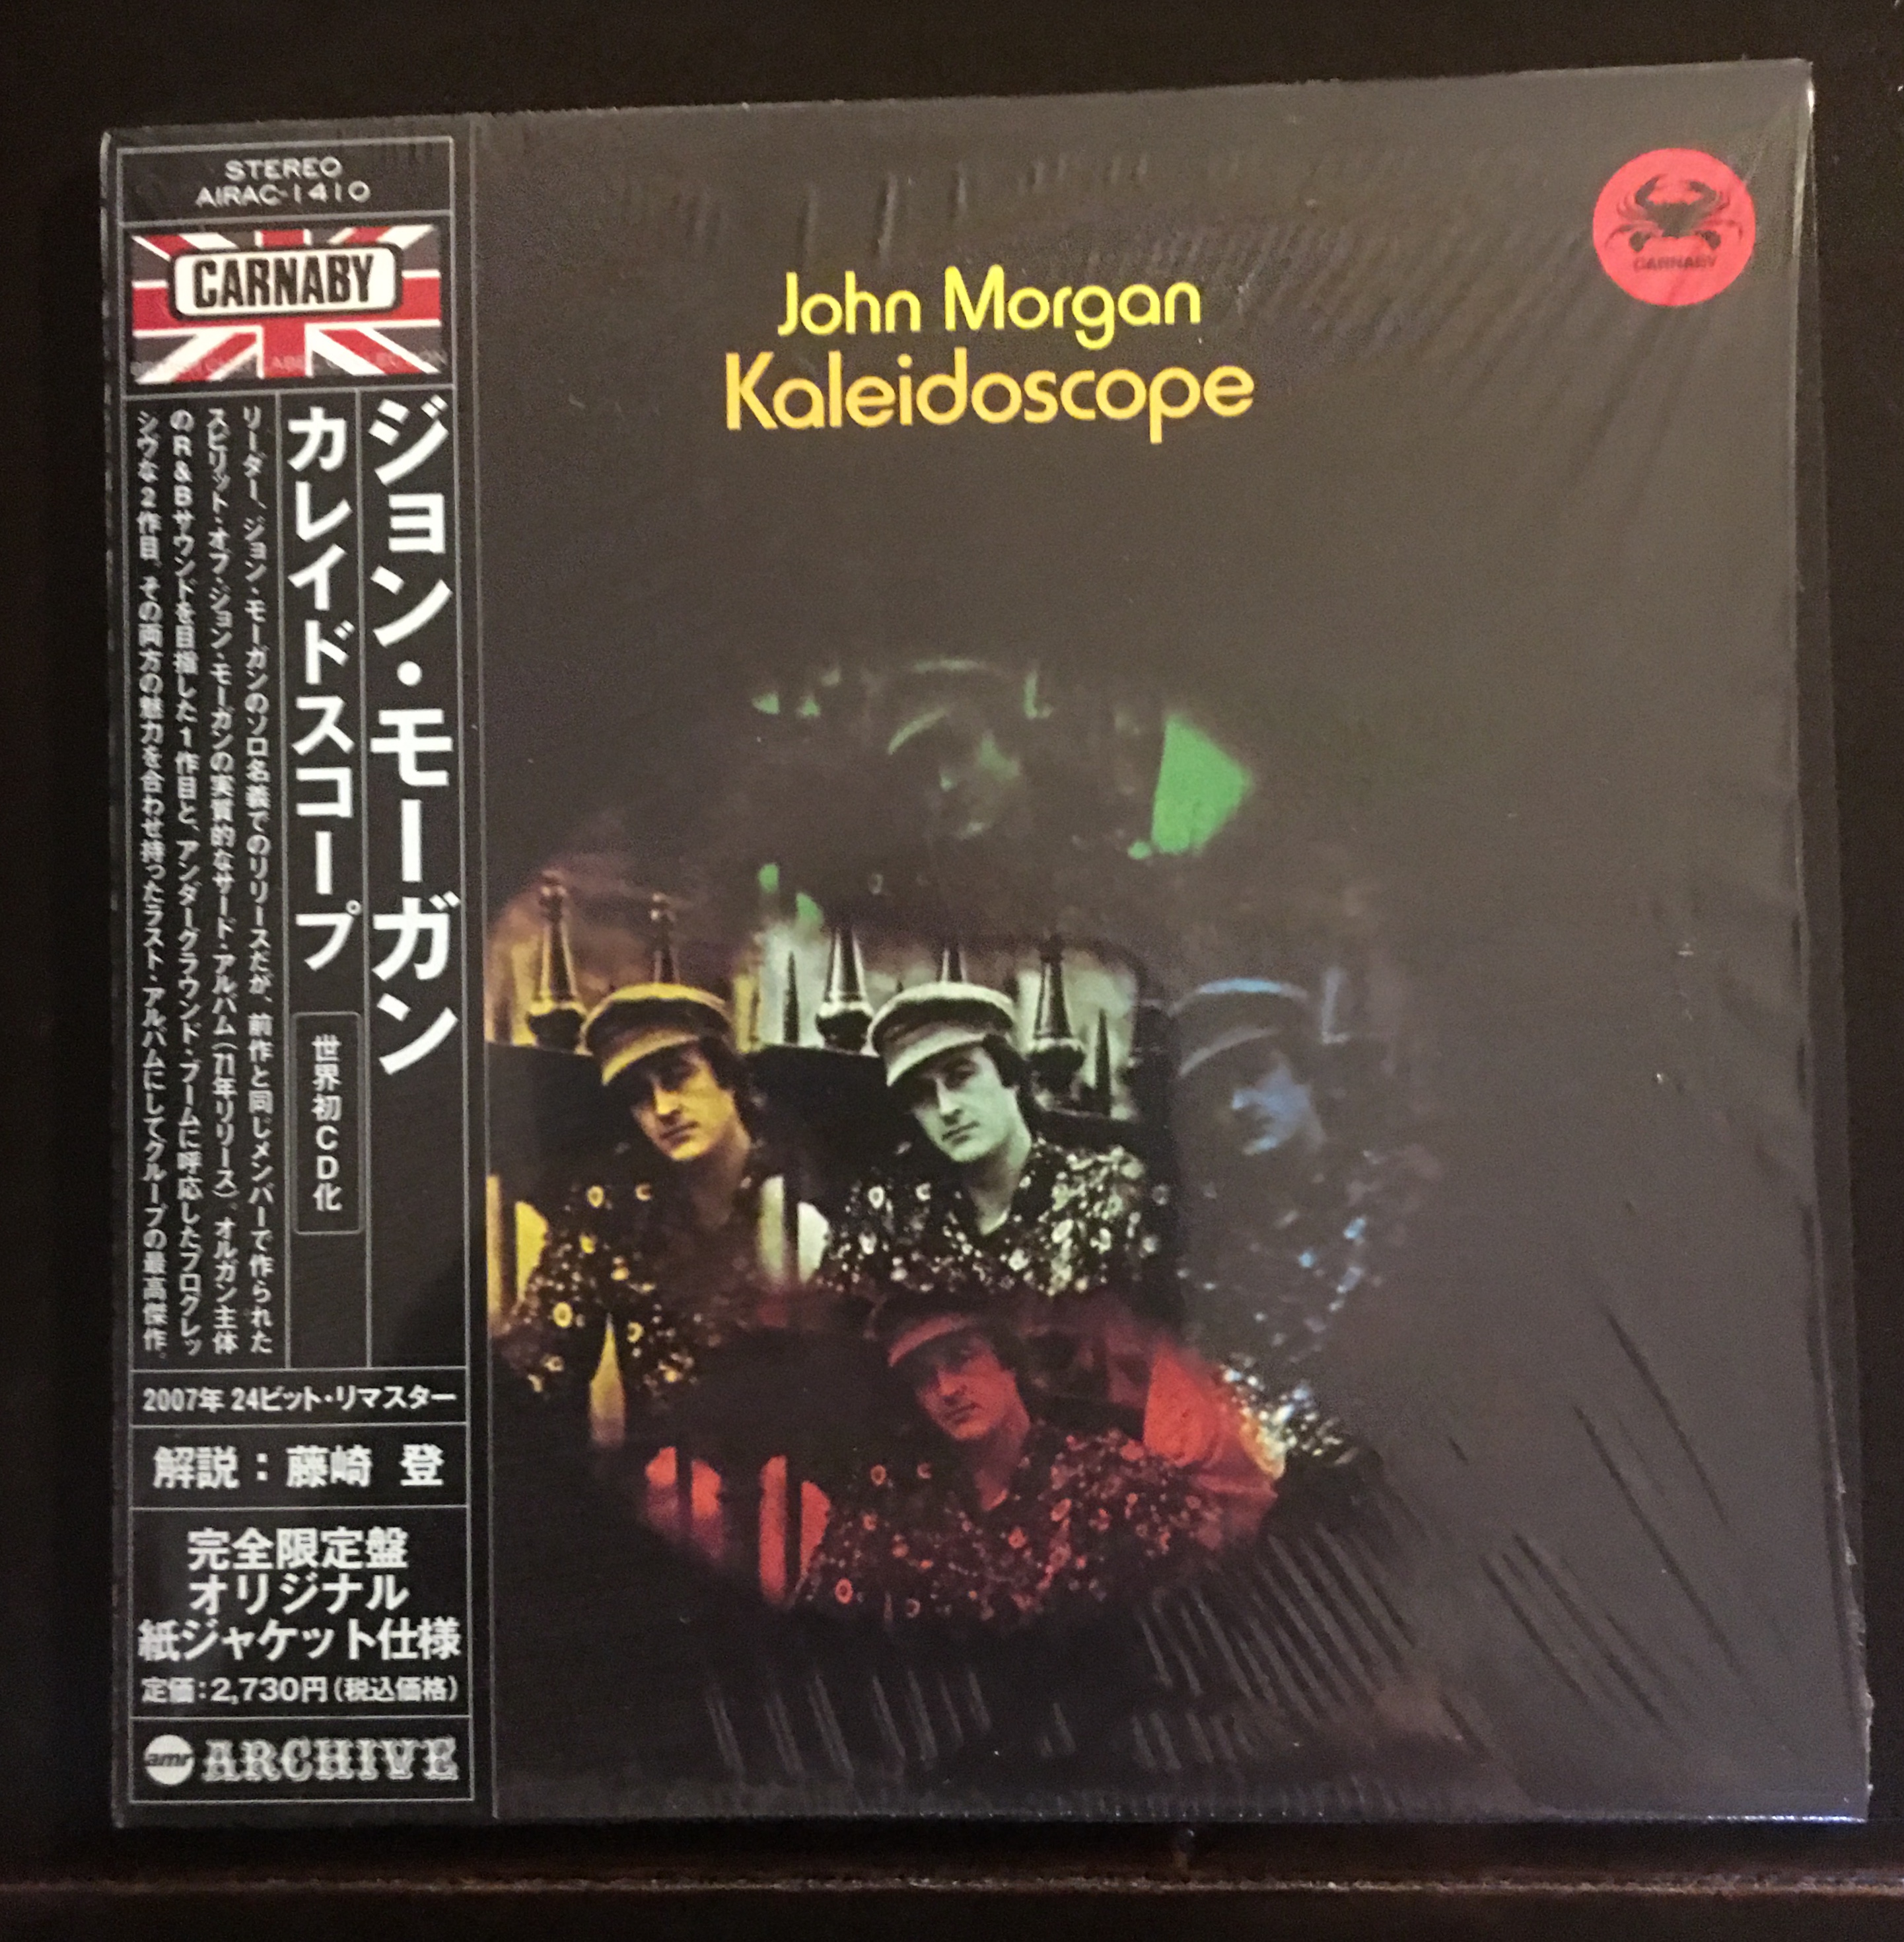 STEREO
AIRAC-1410
CARNABY
ジョン・モーガン
カレイドスコープ
世界初CD化
リーダー、ジョン・モーガンのソロ名義でのリリースだが、前作と同じメンバーで作られた
スピリット・オブ・ジョン・モーガンの実質的なサード・アルバム(71年リリース)。オルガン主体
のR&Bサウンドを目指した1作目と、アンダーグラウンド・ブームに呼応したプログレッ
シヴな2作目、その両方の魅力を合わせ持ったラスト・アルバムにしてグループの最高傑作。
2007年 24ビット・リマスター
解説:藤崎 登
完全限定盤
オリジナル
紙ジャケット仕様
定価:2,730円(税込価格)
amr ARCHIVE
John Morgan
Kaleidoscope
CARNABY